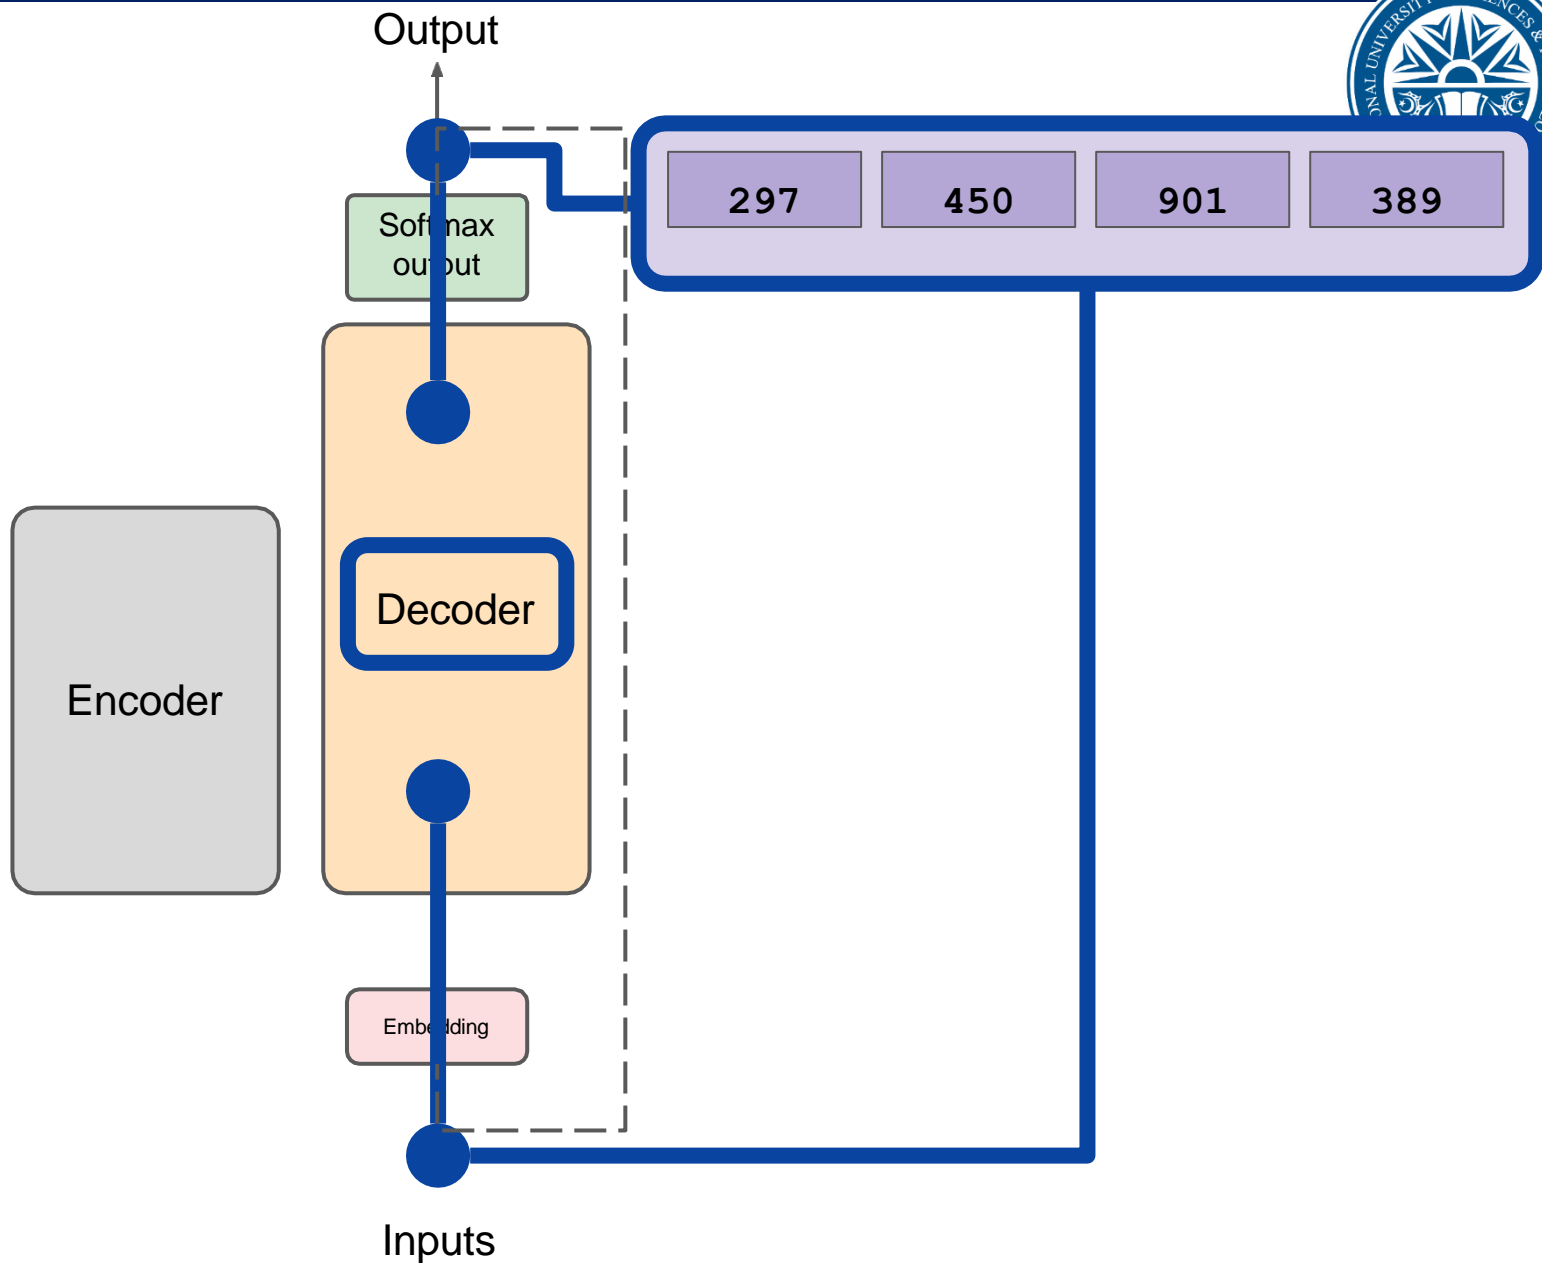 Output
297 450 901 389
Softmax
output
Decoder
Encoder
Embedding
Inputs